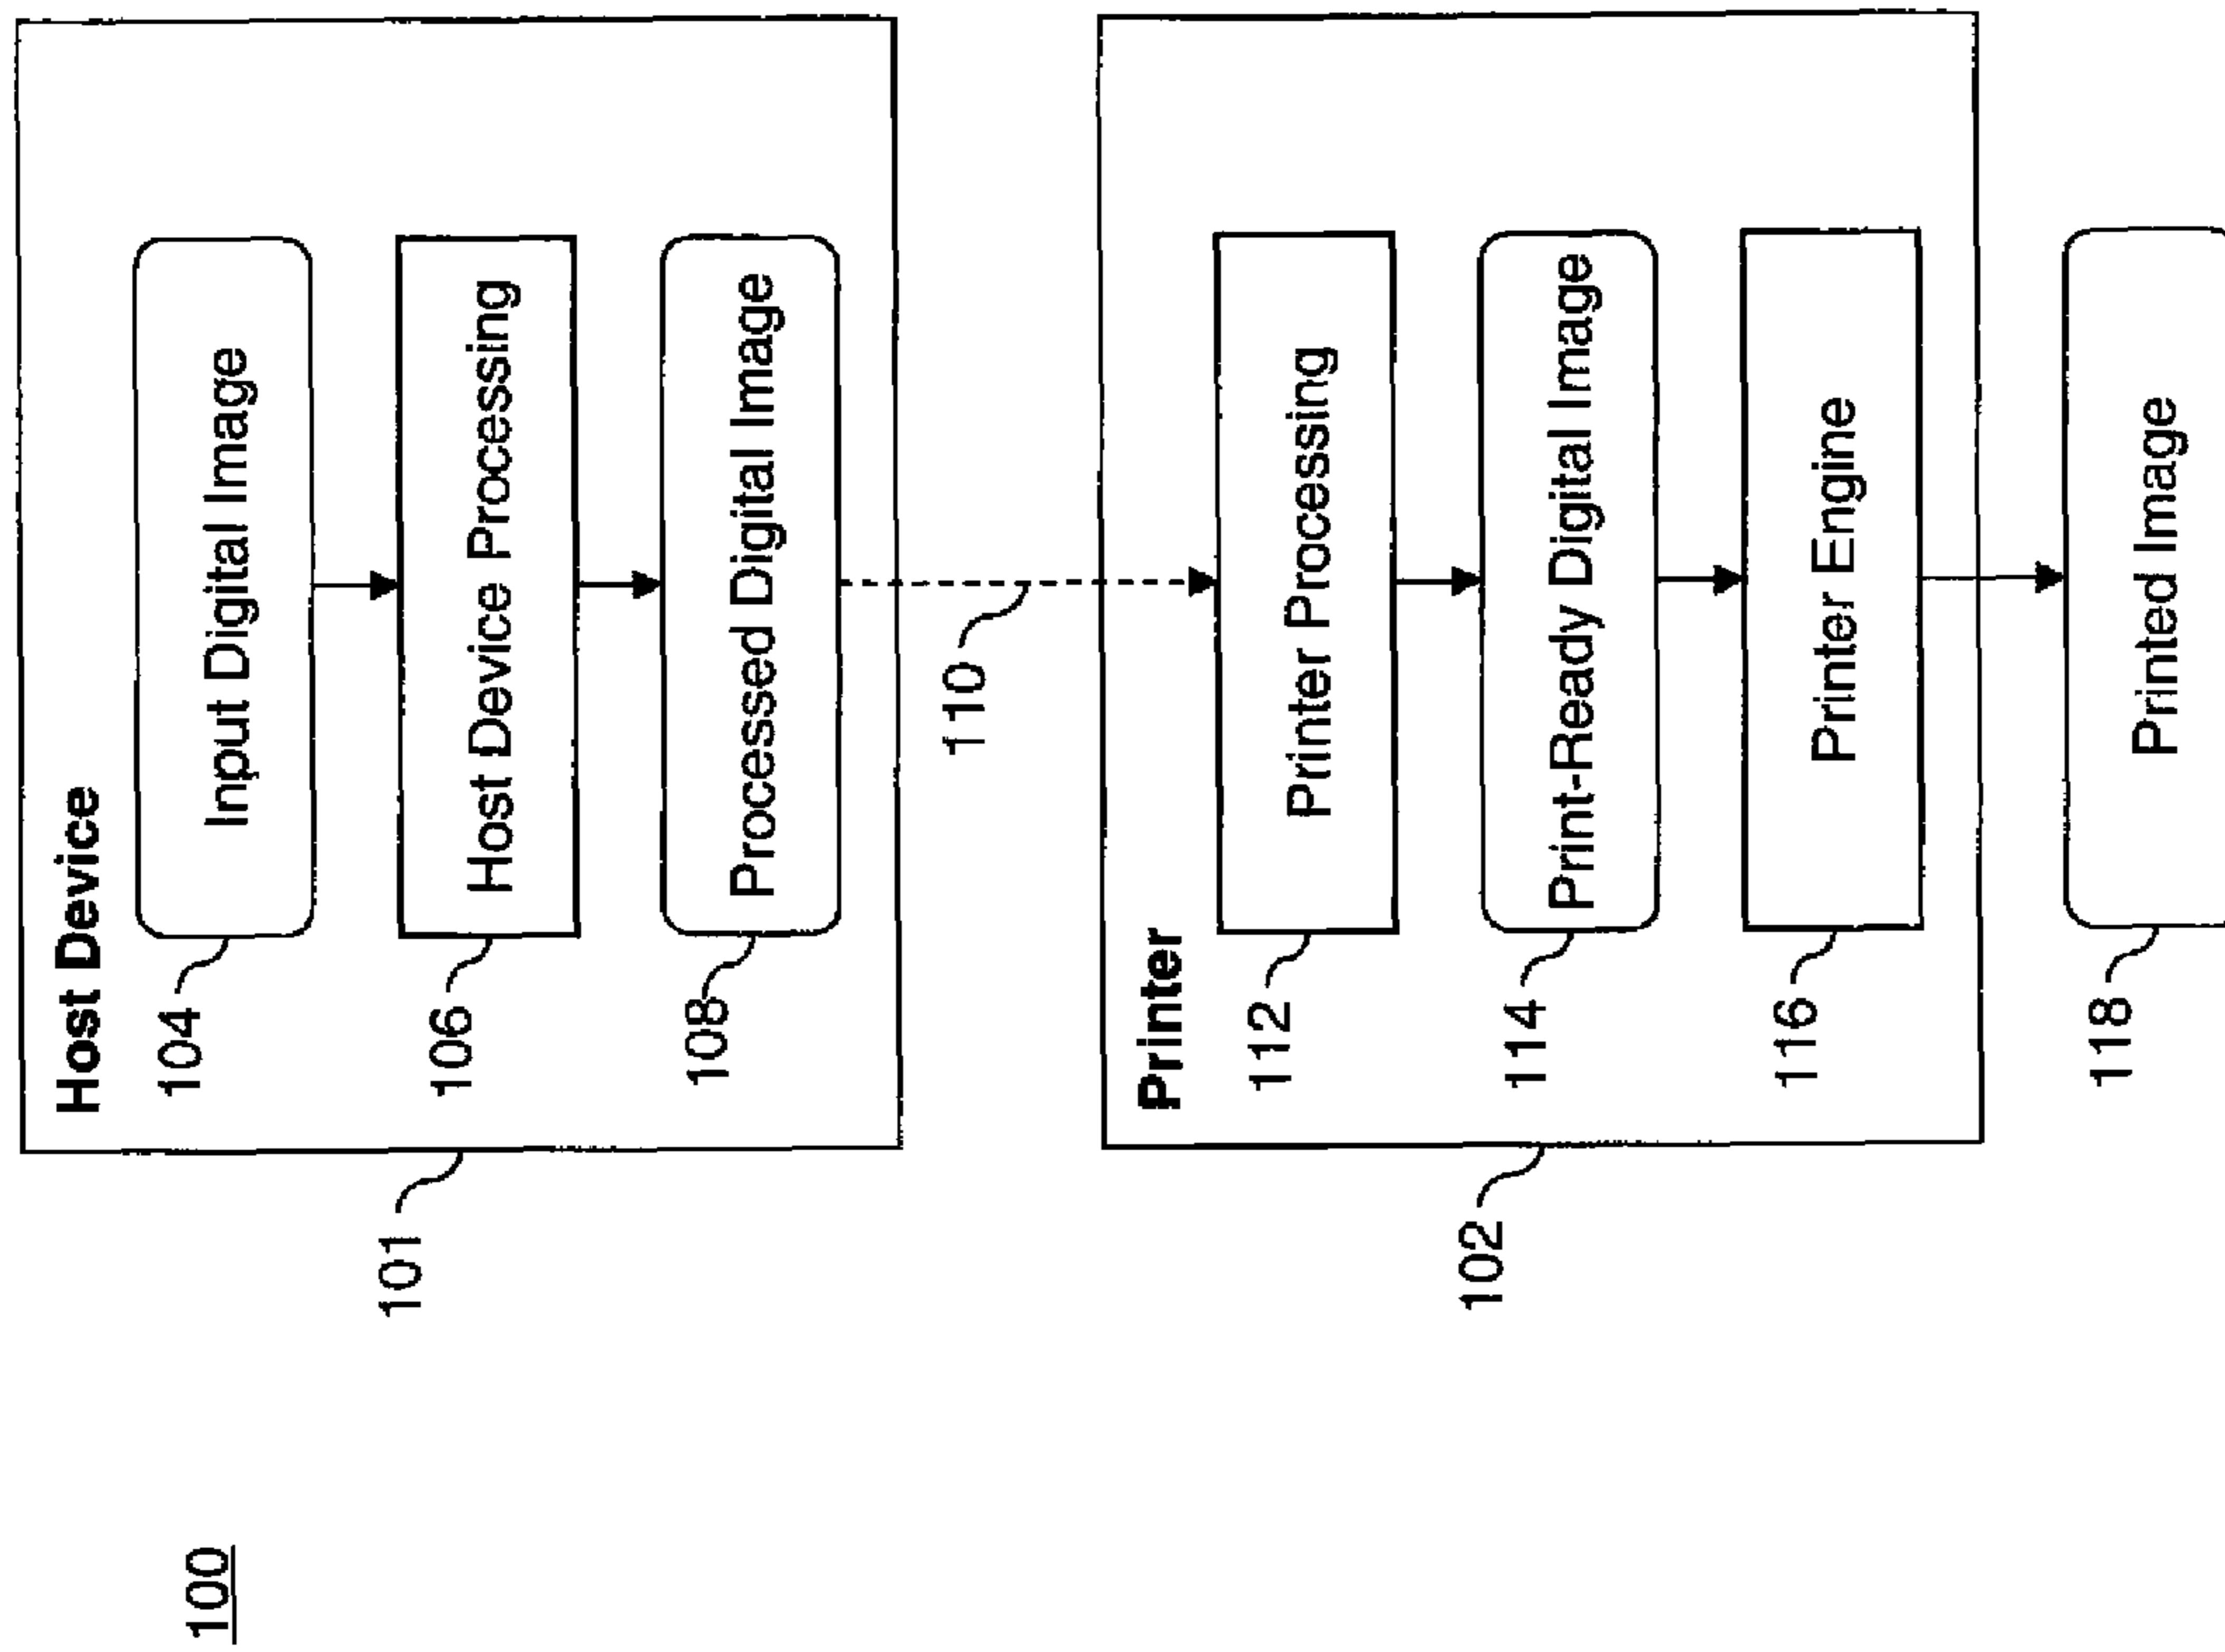 100
101
Host Device
104
Input Digital Image
106
Host Device Processing
108
Processed Digital Image
110
102
Printer
112
Printer Processing
114
Print-Ready Digital Image
116
Printer Engine
118
Printed Image